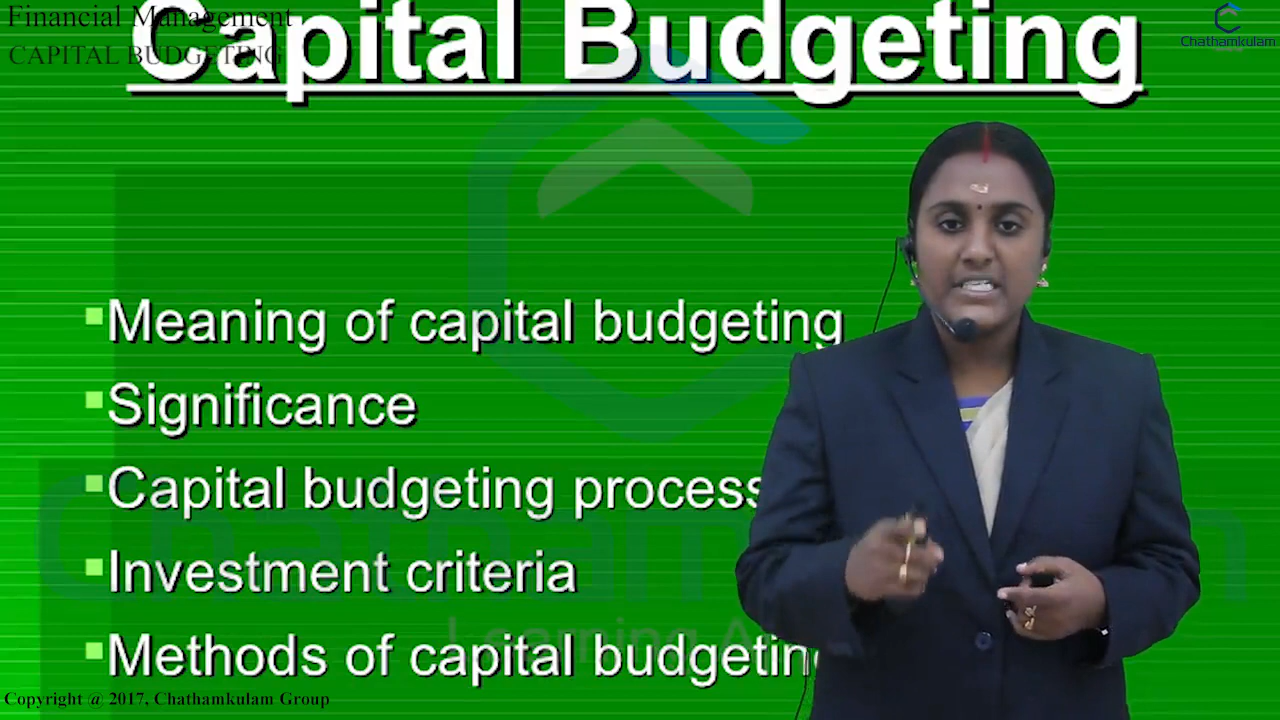 Financial Management
CAPITAL BUDGETING
Capital Budgeting
Chathamkulam
Meaning of capital budgeting
Significance
Capital budgeting process
Investment criteria
Methods of capital budgeting
Copyright @ 2017, Chathamkulam Group